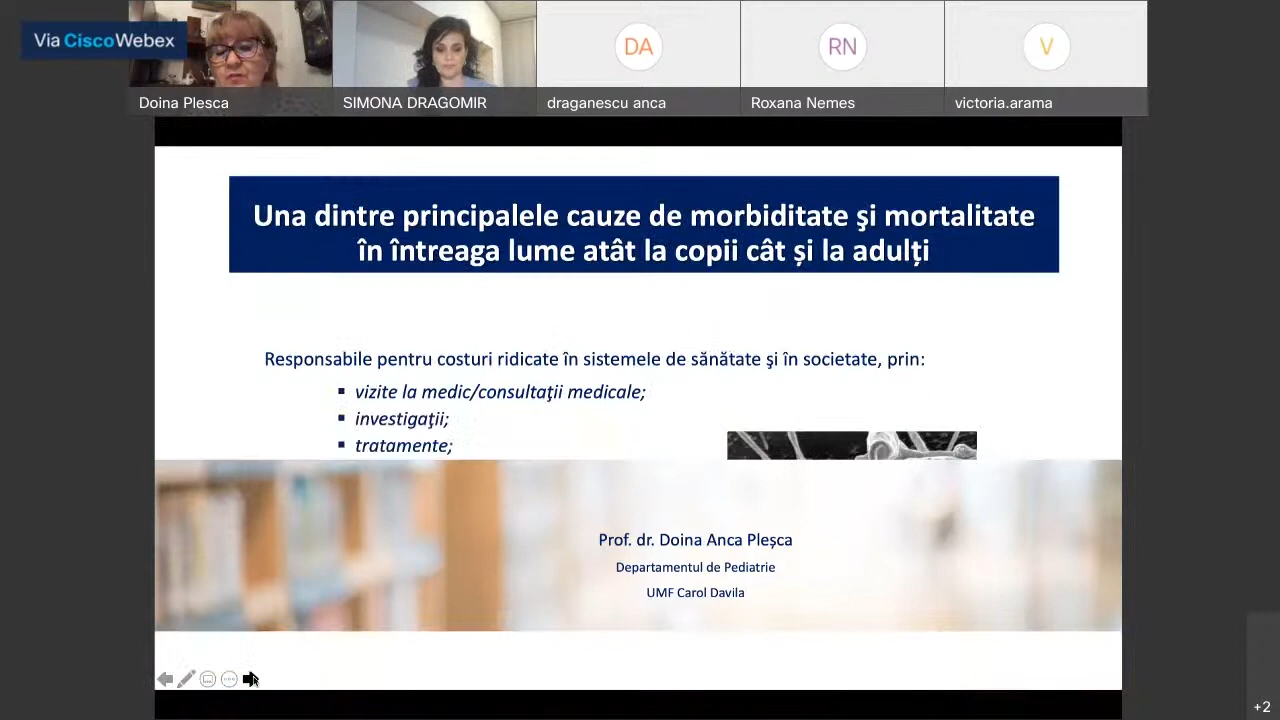 Via CiscoWebex
Doina Plesca
SIMONA DRAGOMIR
DA
draganescu anca
RN
Roxana Nemes
V
victoria.arama
Una dintre principalele cauze de morbiditate şi mortalitate
în întreaga lume atât la copii cât și la adulți
Responsabile pentru costuri ridicate în sistemele de sănătate şi în societate, prin:
▪ vizite la medic/consultaţii medicale;
▪ investigaţii;
▪ tratamente;
Prof. dr. Doina Anca Pleșca
Departamentul de Pediatrie
UMF Carol Davila
+2